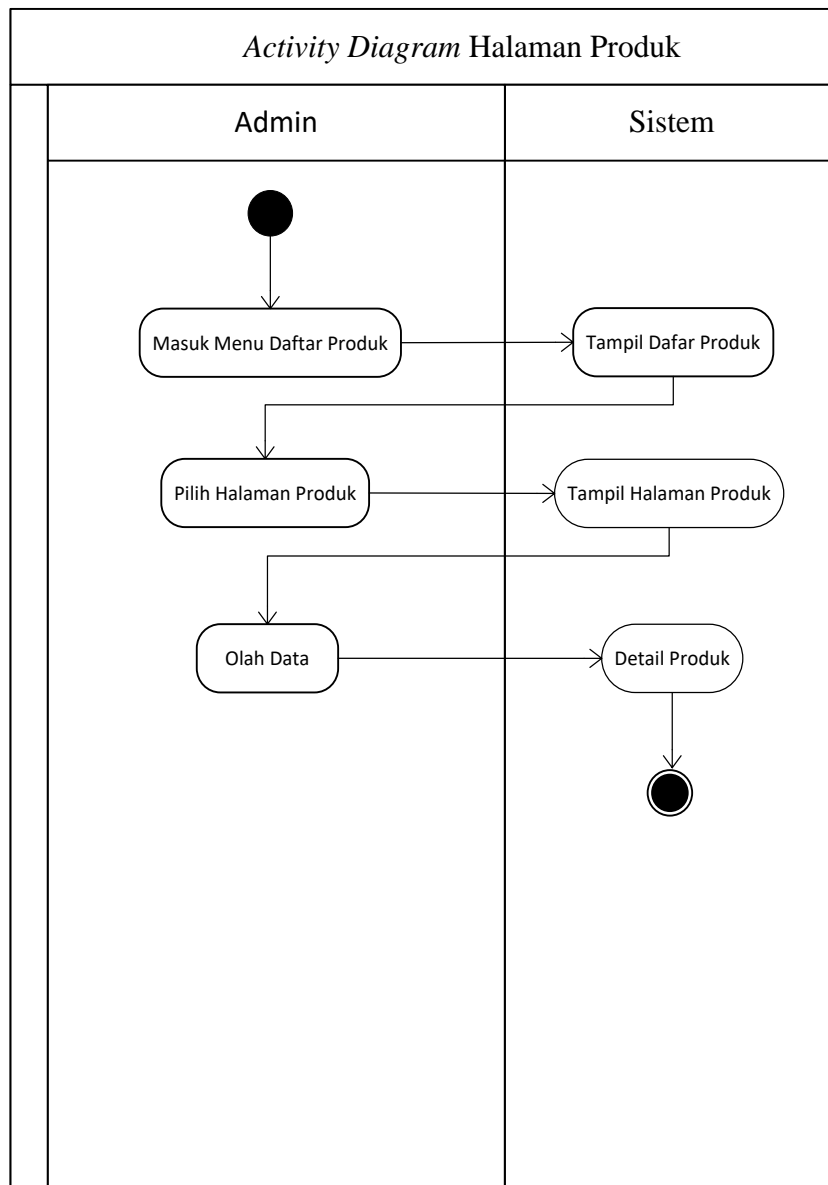 Activity Diagram Halaman Produk
Admin
Sistem
Masuk Menu Daftar Produk
Tampil Dafar Produk
Pilih Halaman Produk
Tampil Halaman Produk
Olah Data
Detail Produk